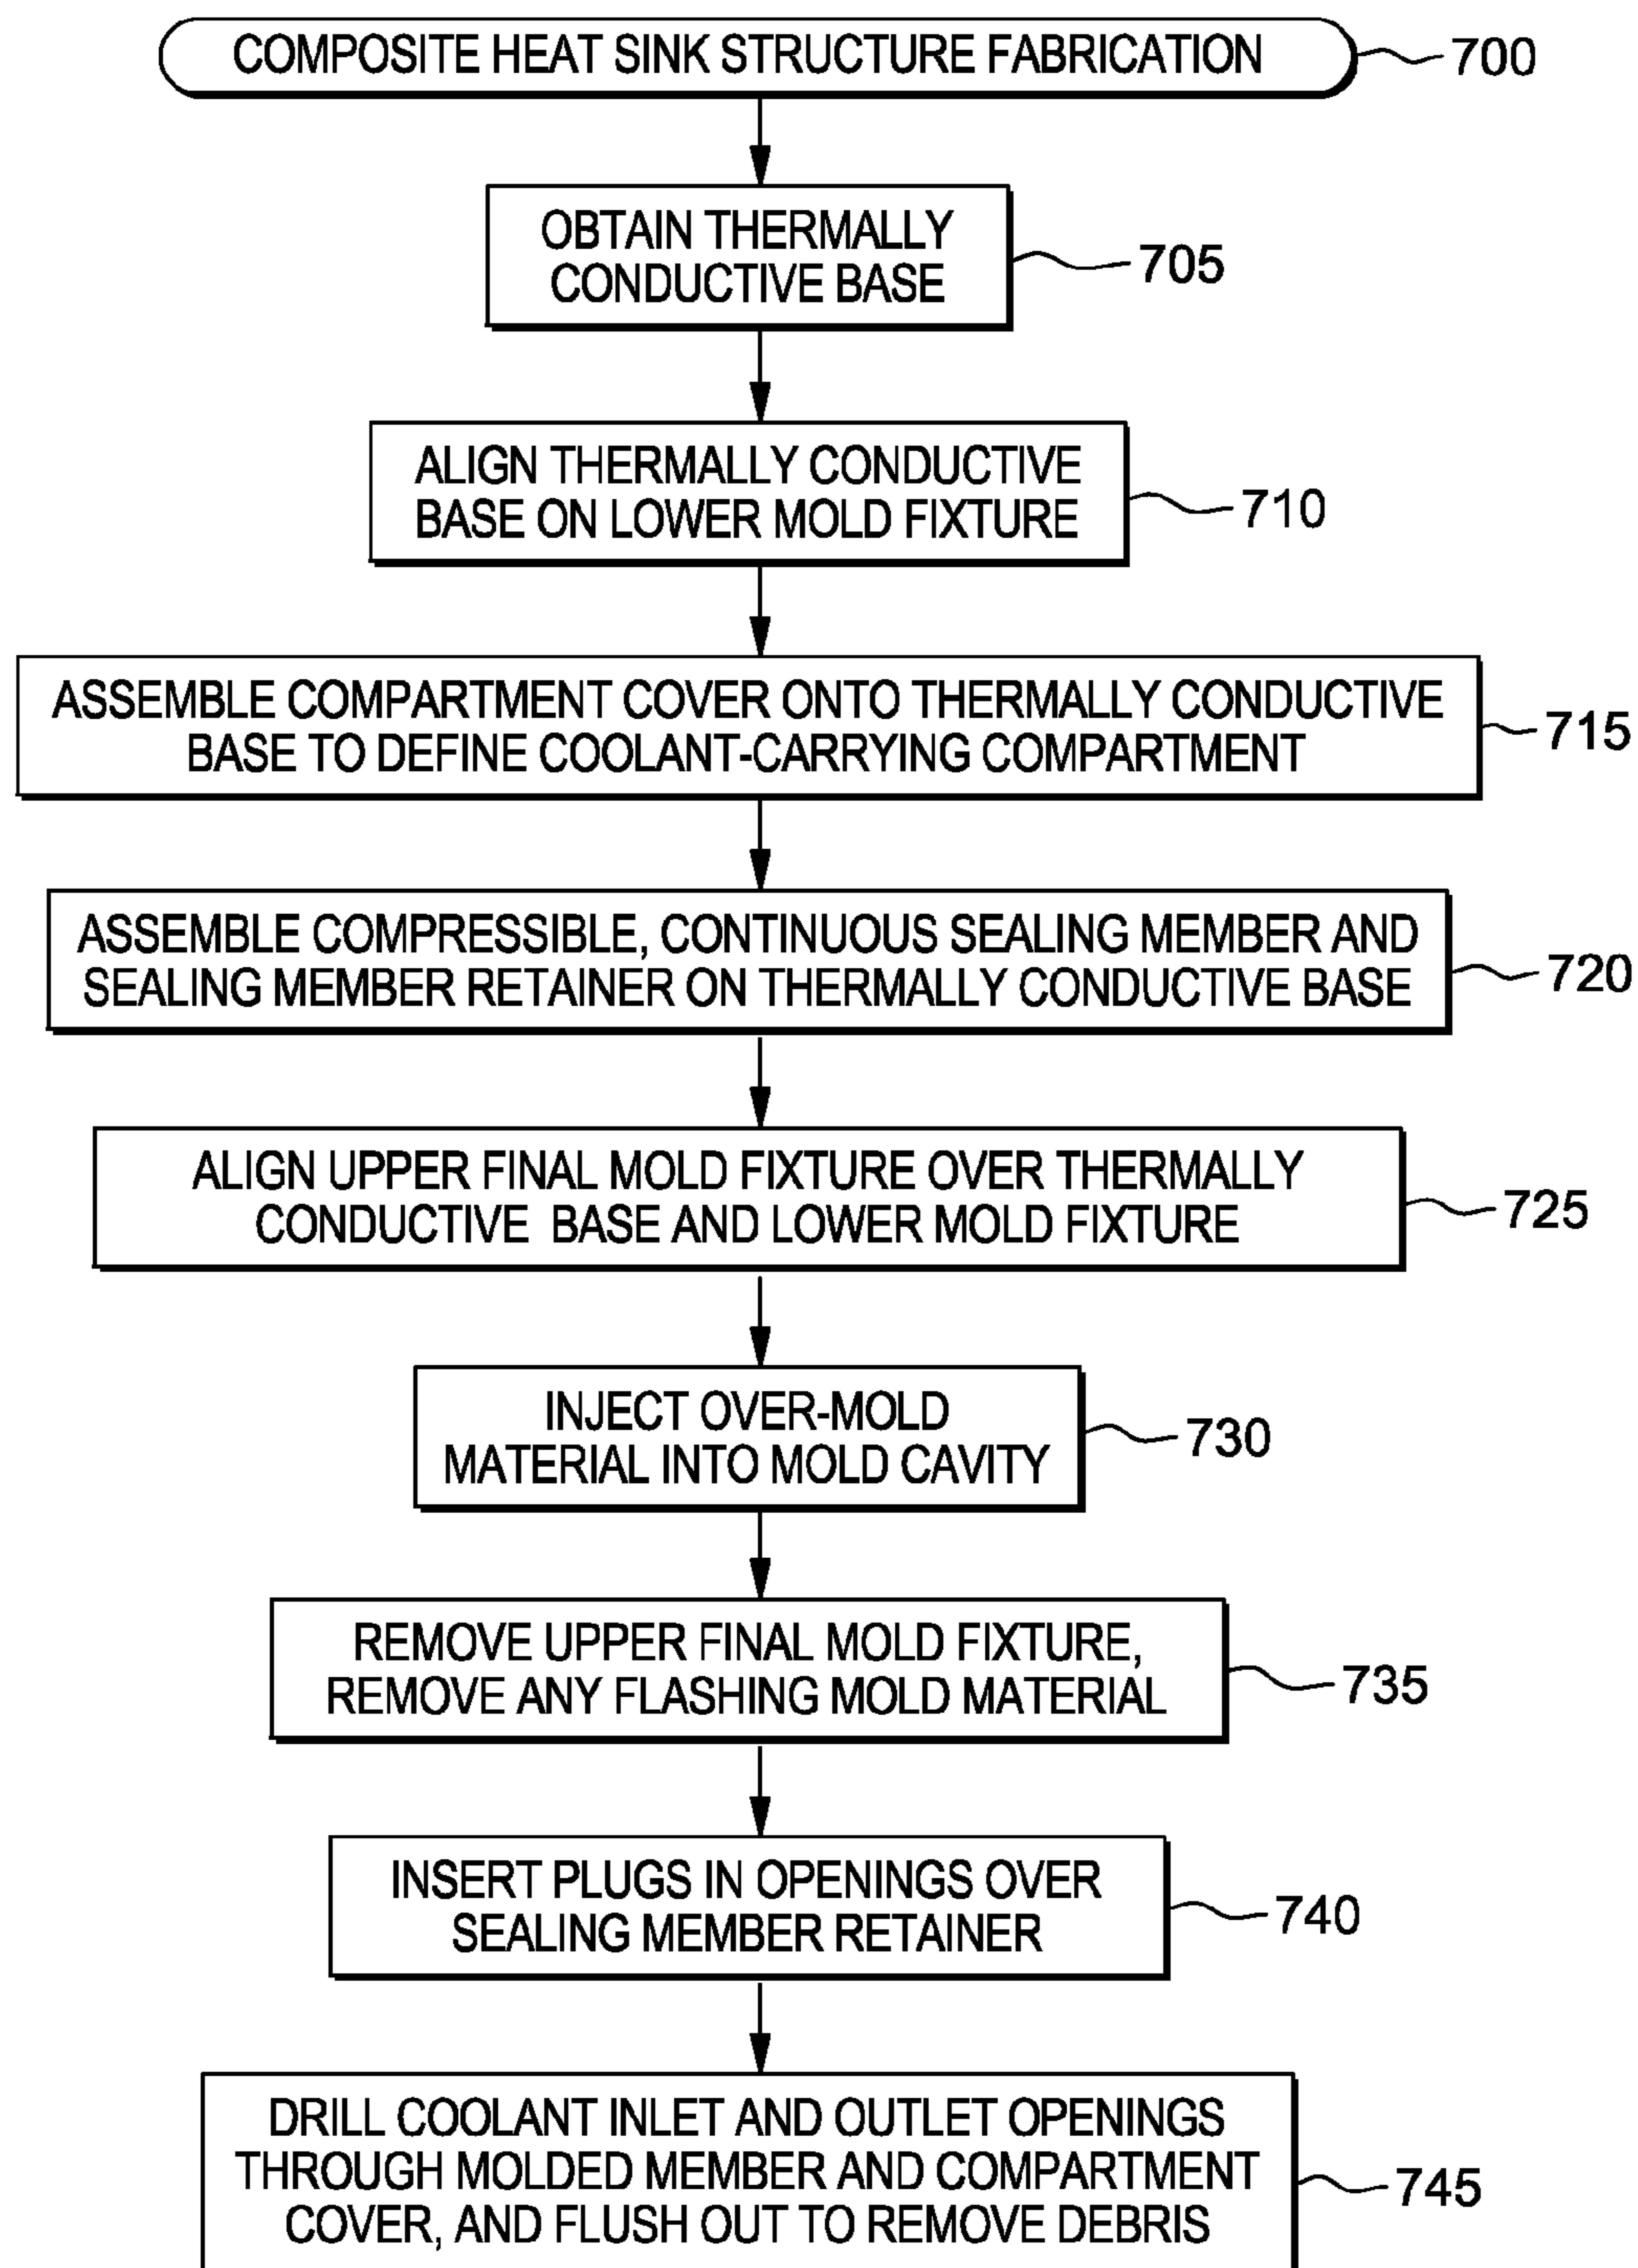 COMPOSITE HEAT SINK STRUCTURE FABRICATION
700
OBTAIN THERMALLY
CONDUCTIVE BASE
705
ALIGN THERMALLY CONDUCTIVE
BASE ON LOWER MOLD FIXTURE
710
ASSEMBLE COMPARTMENT COVER ONTO THERMALLY CONDUCTIVE
BASE TO DEFINE COOLANT-CARRYING COMPARTMENT
715
ASSEMBLE COMPRESSIBLE, CONTINUOUS SEALING MEMBER AND
SEALING MEMBER RETAINER ON THERMALLY CONDUCTIVE BASE
720
ALIGN UPPER FINAL MOLD FIXTURE OVER THERMALLY
CONDUCTIVE BASE AND LOWER MOLD FIXTURE
725
INJECT OVER-MOLD
MATERIAL INTO MOLD CAVITY
730
REMOVE UPPER FINAL MOLD FIXTURE,
REMOVE ANY FLASHING MOLD MATERIAL
735
INSERT PLUGS IN OPENINGS OVER
SEALING MEMBER RETAINER
740
DRILL COOLANT INLET AND OUTLET OPENINGS
THROUGH MOLDED MEMBER AND COMPARTMENT
COVER, AND FLUSH OUT TO REMOVE DEBRIS
745